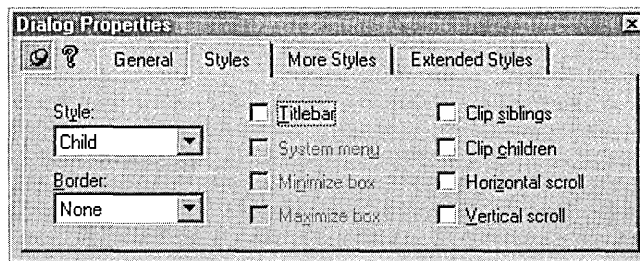 Dialog Properties
General Styles More Styles Extended Styles
Style: Titlebar Clip siblings
Child System menu Clip children
Border: Minimize box Horizontal scroll
None Maximize box Vertical scroll